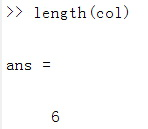 >> length(col)
ans =
6